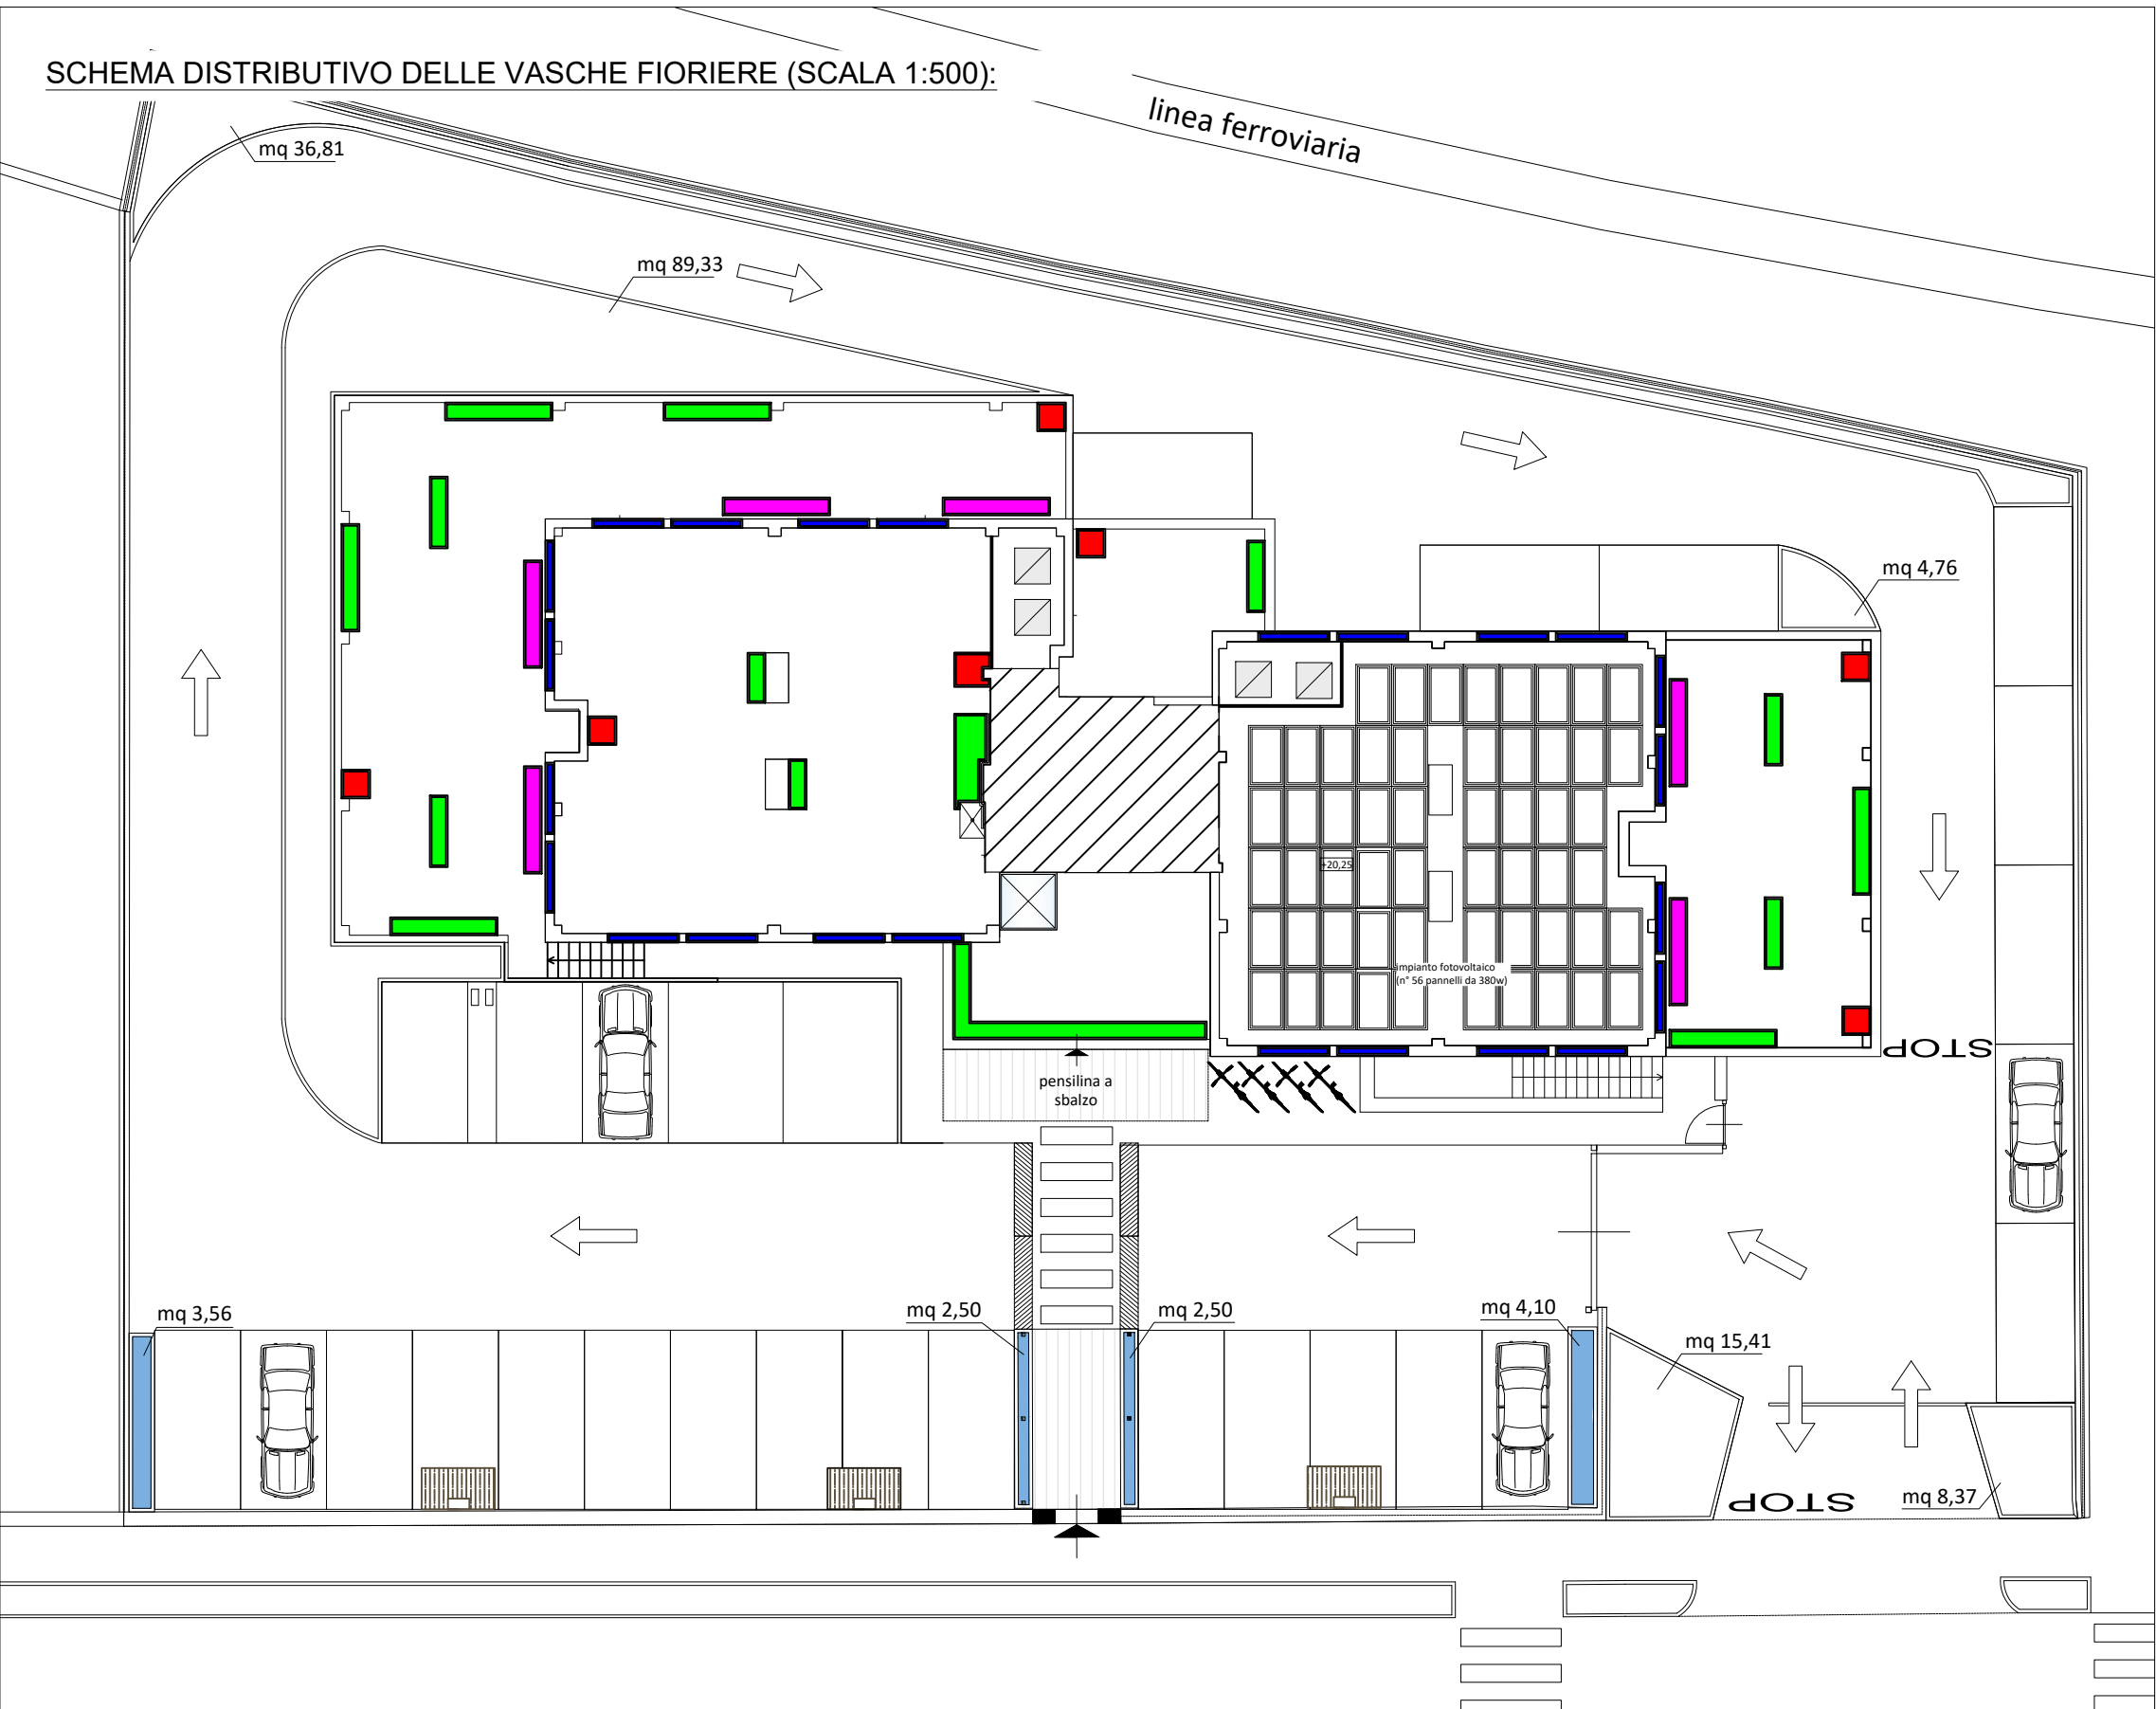 SCHEMA DISTRIBUTIVO DELLE VASCHE FIORIERE (SCALA 1:500):
linea ferroviaria
mq 36,81
mq 89,33
mq 4,76
+20,25
impianto fotovoltaico
(n° 56 pannelli da 380w)
STOP
pensilina a
sbalzo
mq 3,56
mq 2,50
mq 2,50
mq 4,10
mq 15,41
mq 8,37
STOP